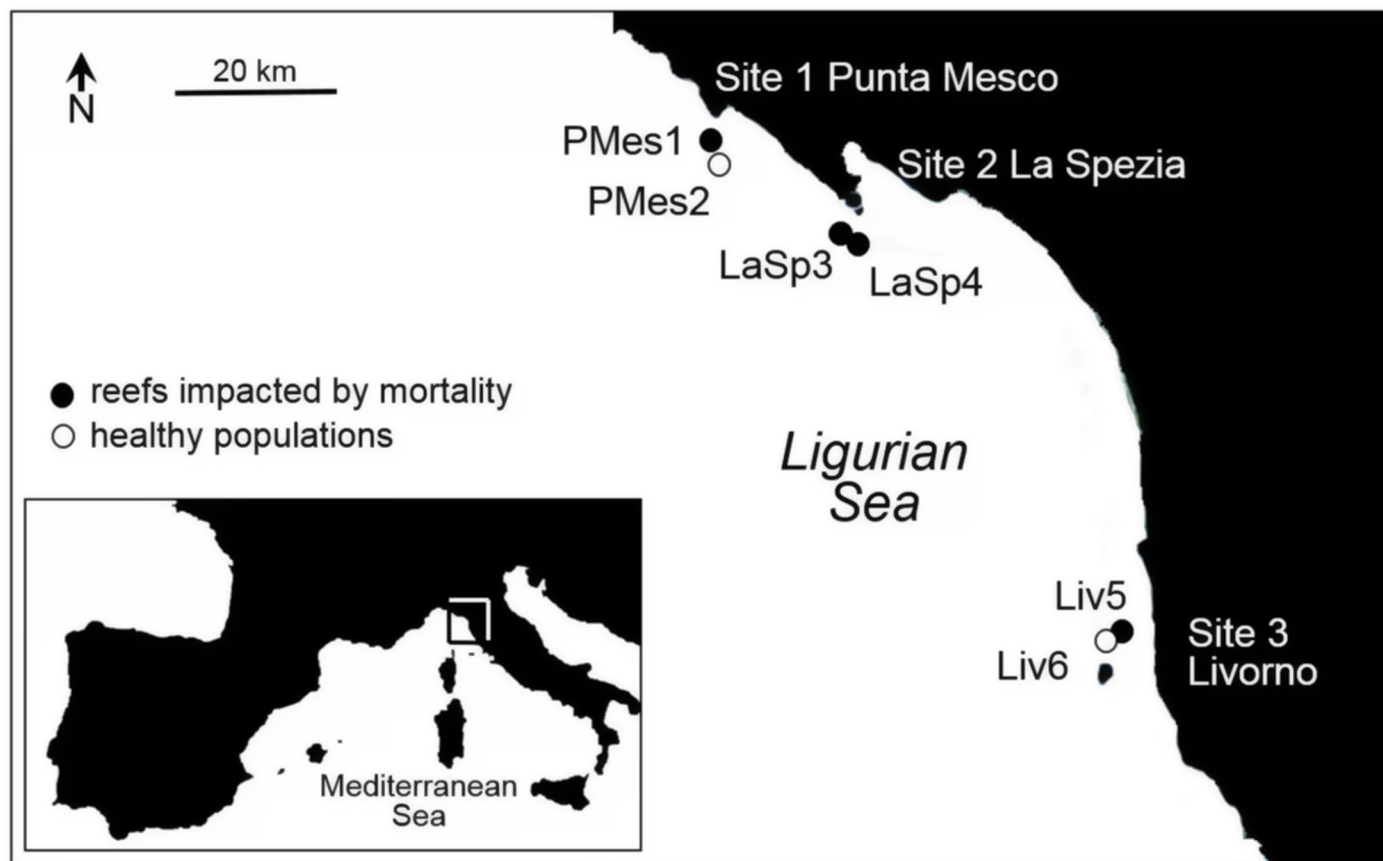 N
20 km
Site 1 Punta Mesco
PMes1
PMes2
Site 2 La Spezia
LaSp3
LaSp4
reefs impacted by mortality
healthy populations
Ligurian
Sea
Liv5
Liv6
Site 3
Livorno
Mediterranean
Sea